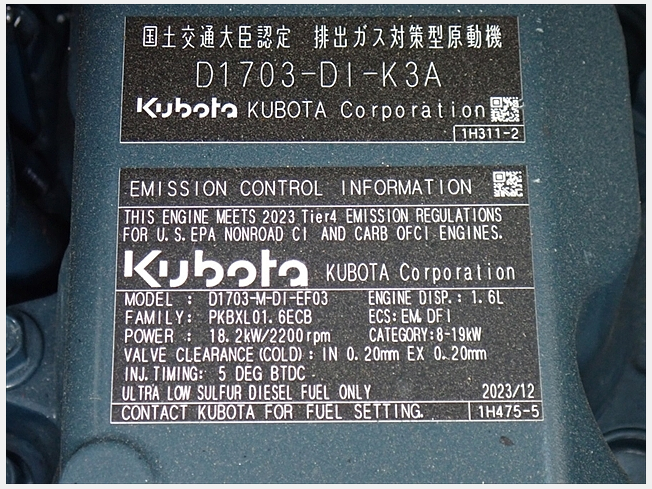 国土交通大臣認定 排出ガス対策型原動機
D1703-DI-K3A
Kubota KUBOTA Corporation
1H311-2
EMISSION CONTROL INFORMATION
THIS ENGINE MEETS 2023 Tier4 EMISSION REGULATIONS
FOR U.S.EPA NONROAD CI AND CARB OFCI ENGINES.
Kubota KUBOTA Corporation
MODEL : D1703-M-DI-EF03 ENGINE DISP.: 1.6L
FAMILY: PKBXL01.6ECB ECS:EM,DFI
POWER : 18.2kW/2200rpm CATEGORY:8-19kW
VALVE CLEARANCE(COLD): IN 0.20mm EX 0.20mm
INJ.TIMING: 5 DEG BTDC
ULTRA LOW SULFUR DIESEL FUEL ONLY 2023/12
CONTACT KUBOTA FOR FUEL SETTING. 1H475-5